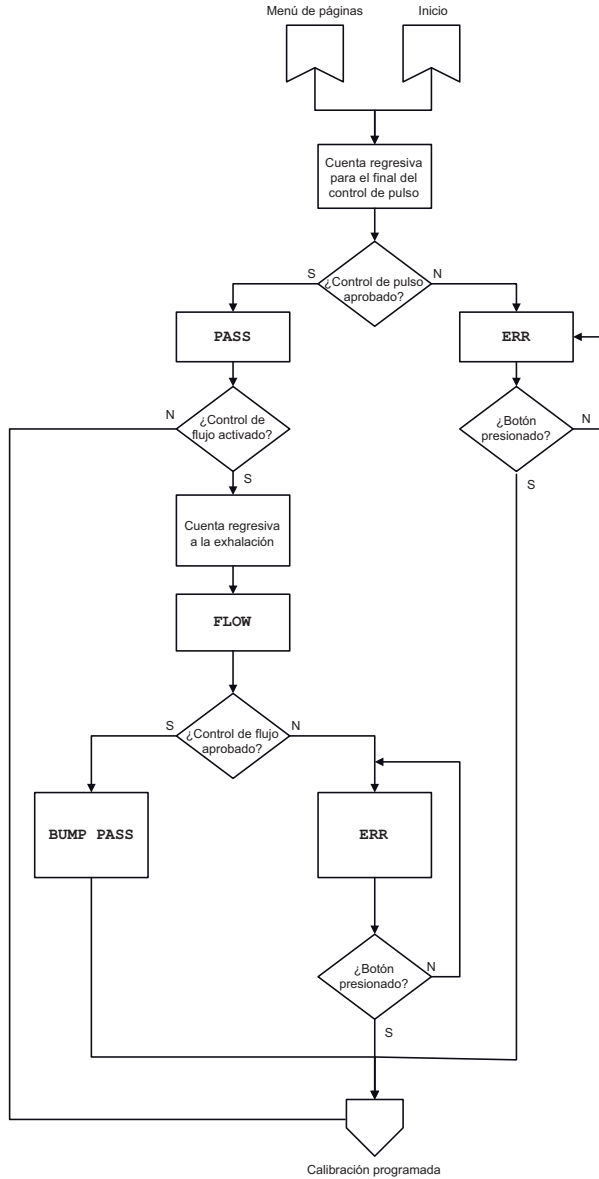 Menú de páginas
Inicio
Cuenta regresiva
para el final del
control de pulso
S
¿Control de pulso
aprobado?
N
PASS
ERR
N
¿Control de
flujo activado?
S
¿Botón
presionado?
N
S
Cuenta regresiva
a la exhalación
FLOW
S
¿Control de flujo
aprobado?
N
BUMP PASS
ERR
¿Botón
presionado?
N
S
Calibración programada